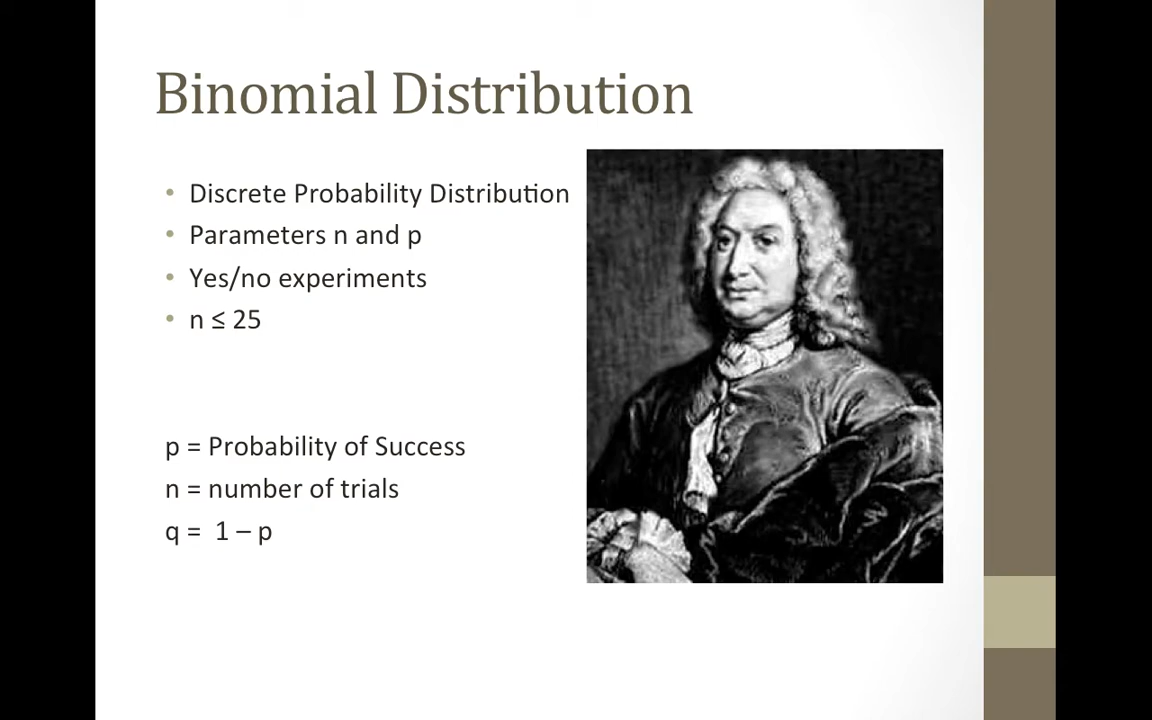 Binomial Distribution
• Discrete Probability Distribution
• Parameters n and p
• Yes/no experiments
• n ≤ 25
p = Probability of Success
n = number of trials
q = 1 – p